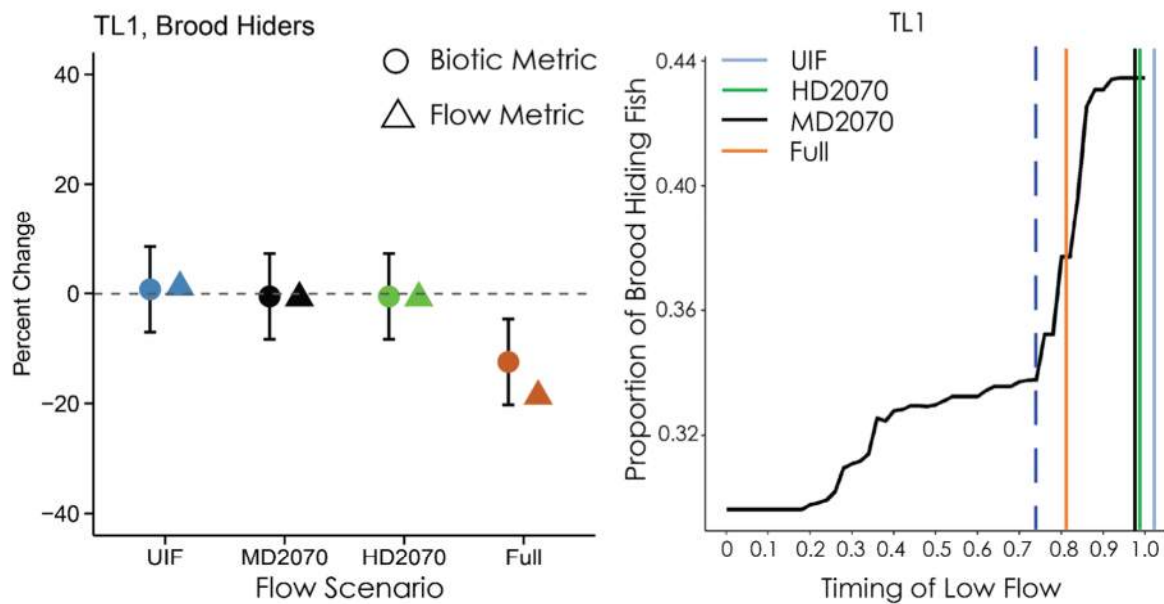 TL1, Brood Hiders
Biotic Metric
Flow Metric
Percent Change
40
20
0
−20
−40
UIF
MD2070
HD2070
Full
Flow Scenario
TL1
UIF
HD2070
MD2070
Full
Proportion of Brood Hiding Fish
0.44
0.40
0.36
0.32
0
0.1
0.2
0.3
0.4
0.5
0.6
0.7
0.8
0.9
1.0
Timing of Low Flow